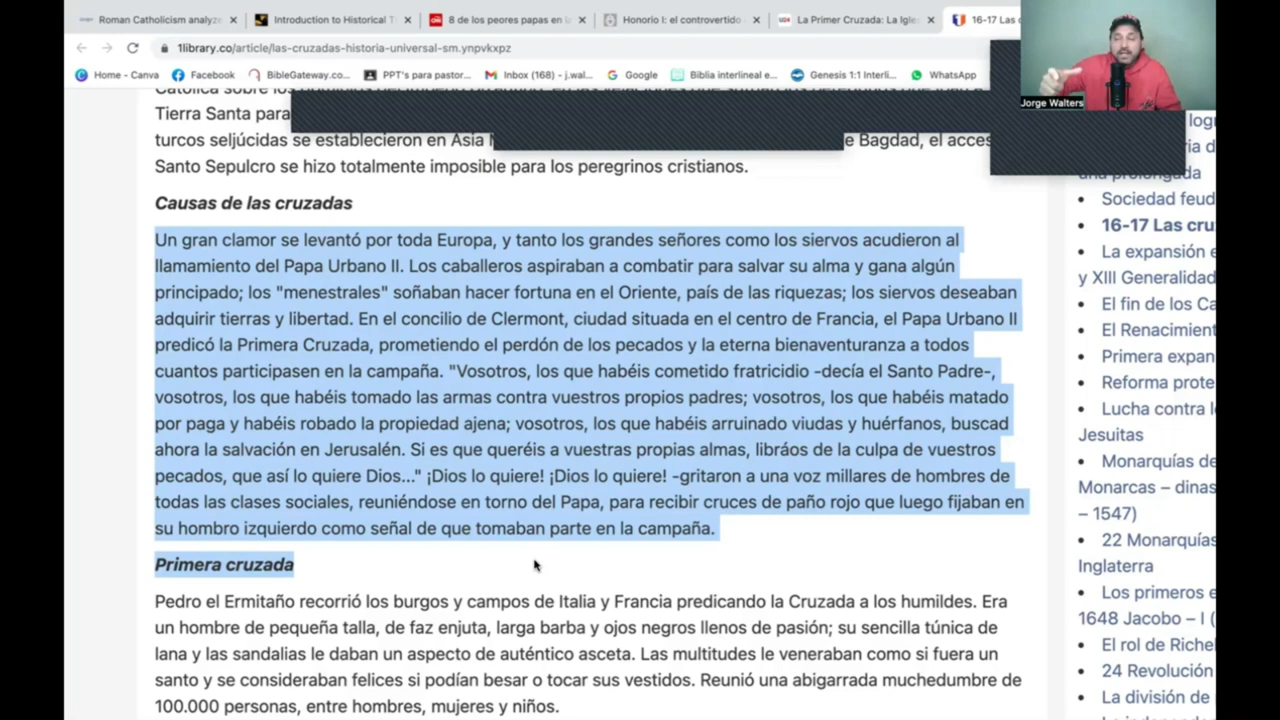 Roman Catholicism analyze
Introduction to Historical T
8 de los peores papas en la
Honorio I: el controvertido
La Primer Cruzada: La Igle
16-17 Las
1library.co/article/las-cruzadas-historia-universal-sm.ynpvkxpz
Home - Canva
Facebook
BibleGateway.co...
PPT's para pastor...
Inbox (168) - j.wal...
Google
Biblia interlineal e...
Genesis 1:1 Interli...
WhatsApp
Jorge Walters
Católica sobre los
Tierra Santa para
turcos seljúcidas se establecieron en Asia
e Bagdad, el acces
Santo Sepulcro se hizo totalmente imposible para los peregrinos cristianos.
Causas de las cruzadas
Un gran clamor se levantó por toda Europa, y tanto los grandes señores como los siervos acudieron al
llamamiento del Papa Urbano II. Los caballeros aspiraban a combatir para salvar su alma y gana algún
principado; los "menestrales" soñaban hacer fortuna en el Oriente, país de las riquezas; los siervos deseaban
adquirir tierras y libertad. En el concilio de Clermont, ciudad situada en el centro de Francia, el Papa Urbano II
predicó la Primera Cruzada, prometiendo el perdón de los pecados y la eterna bienaventuranza a todos
cuantos participasen en la campaña. "Vosotros, los que habéis cometido fratricidio -decía el Santo Padre-,
vosotros, los que habéis tomado las armas contra vuestros propios padres; vosotros, los que habéis matado
por paga y habéis robado la propiedad ajena; vosotros, los que habéis arruinado viudas y huérfanos, buscad
ahora la salvación en Jerusalén. Si es que queréis a vuestras propias almas, libráos de la culpa de vuestros
pecados, que así lo quiere Dios..." ¡Dios lo quiere! ¡Dios lo quiere! -gritaron a una voz millares de hombres de
todas las clases sociales, reuniéndose en torno del Papa, para recibir cruces de paño rojo que luego fijaban en
su hombro izquierdo como señal de que tomaban parte en la campaña.
Primera cruzada
Pedro el Ermitaño recorrió los burgos y campos de Italia y Francia predicando la Cruzada a los humildes. Era
un hombre de pequeña talla, de faz enjuta, larga barba y ojos negros llenos de pasión; su sencilla túnica de
lana y las sandalias le daban un aspecto de auténtico asceta. Las multitudes le veneraban como si fuera un
santo y se consideraban felices si podían besar o tocar sus vestidos. Reunió una abigarrada muchedumbre de
100.000 personas, entre hombres, mujeres y niños.
logr
ria d
una prolongada
Sociedad feud
16-17 Las cru
La expansión e
y XIII Generalidad
El fin de los Ca
El Renacimient
Primera expan
Reforma prote
Lucha contra l
Jesuitas
Monarquías de
Monarcas – dinas
– 1547)
22 Monarquías
Inglaterra
Los primeros e
1648 Jacobo – I (
El rol de Richel
24 Revolución
La división de